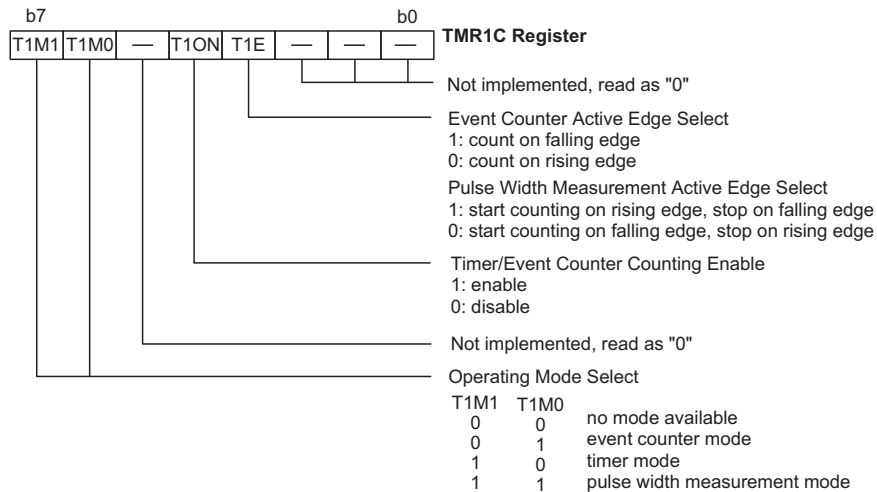 b7 b0
T1M1 T1M0 — T1ON T1E — — — TMR1C Register
Not implemented, read as "0"
Event Counter Active Edge Select
1: count on falling edge
0: count on rising edge
Pulse Width Measurement Active Edge Select
1: start counting on rising edge, stop on falling edge
0: start counting on falling edge, stop on rising edge
Timer/Event Counter Counting Enable
1: enable
0: disable
Not implemented, read as "0"
Operating Mode Select
T1M1 T1M0
0 0 no mode available
0 1 event counter mode
1 0 timer mode
1 1 pulse width measurement mode